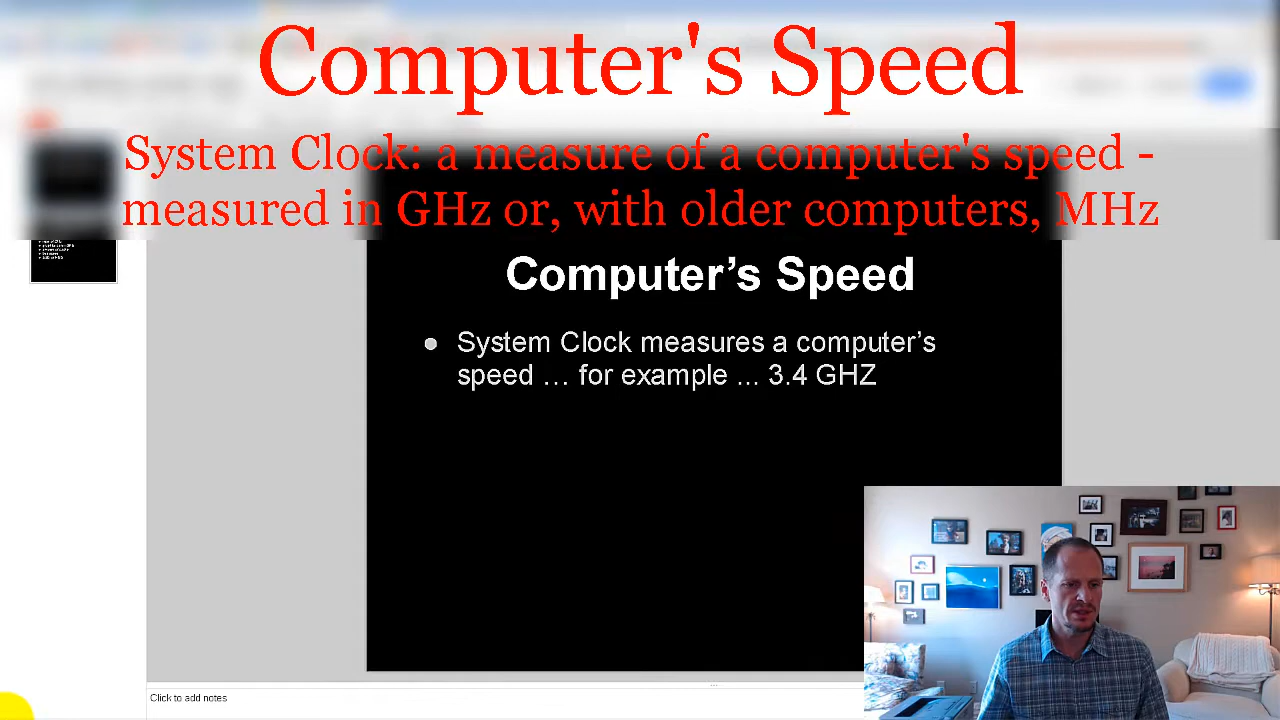 Computer's Speed
System Clock: a measure of a computer's speed -
measured in GHz or, with older computers, MHz
Computer’s Speed
● System Clock measures a computer’s
speed … for example ... 3.4 GHZ
Click to add notes